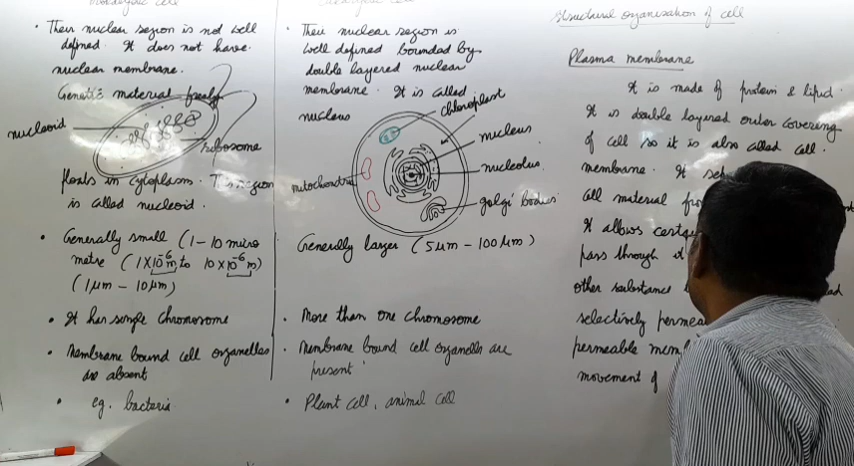 cell
Their nuclear region is not well
defined. It does not have
nuclear membrane.
Genetic material freely
nucleoid
ribosome
floats in cytoplasm. This region
is called nucleoid.
Generally small (1-10 micro
metre (1×10⁻⁶m to 10×10⁻⁶m)
(1μm – 10μm)
It has single chromosome
Membrane bound cell organelles
are absent
eg. bacteria
cell
Their nuclear region is
well defined bounded by
double layered nuclear
membrane. It is called
nucleus
chloroplast
nucleus
nucleolus
mitochondria
golgi bodies
Generally larger (5μm – 100μm)
More than one chromosome
Membrane bound cell organells are
present
Plant cell, animal cell
Structural organisation of cell
Plasma membrane
It is made of protein & lipid.
It is double layered outer covering
of cell so it is also called cell
membrane. It
cell material
It allows
pass through
other substance
selectively
permeable
movement of